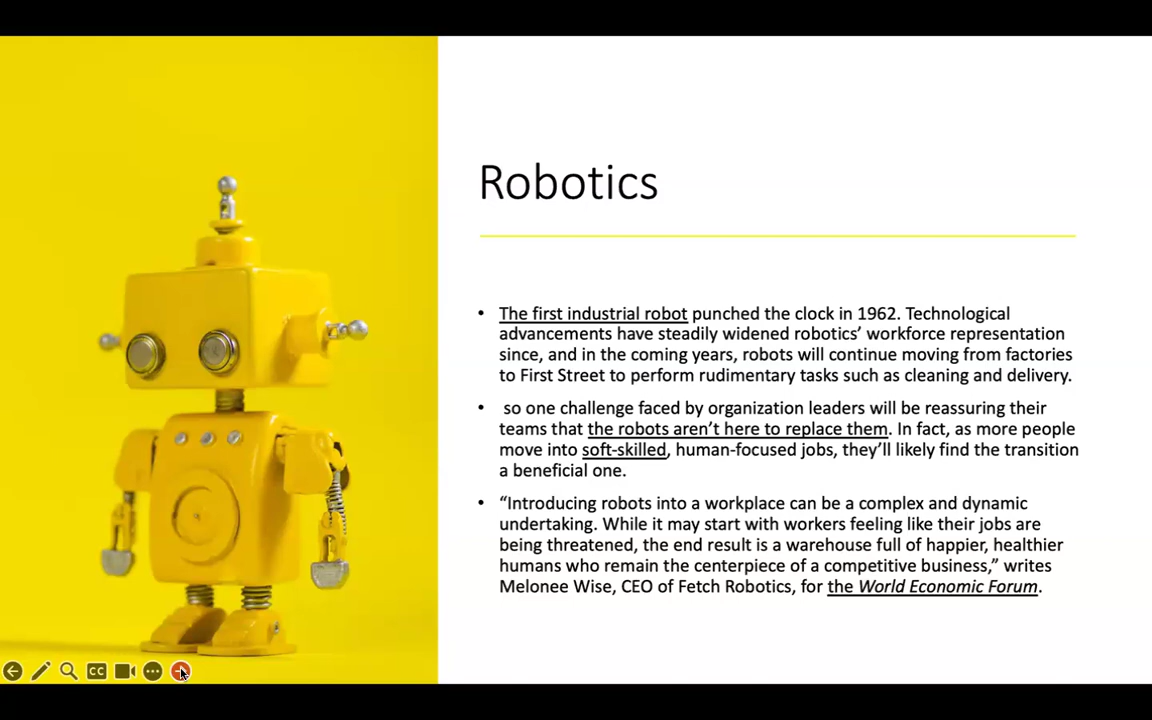 Robotics
• The first industrial robot punched the clock in 1962. Technological
advancements have steadily widened robotics’ workforce representation
since, and in the coming years, robots will continue moving from factories
to First Street to perform rudimentary tasks such as cleaning and delivery.
• so one challenge faced by organization leaders will be reassuring their
teams that the robots aren’t here to replace them. In fact, as more people
move into soft-skilled, human-focused jobs, they’ll likely find the transition
a beneficial one.
• “Introducing robots into a workplace can be a complex and dynamic
undertaking. While it may start with workers feeling like their jobs are
being threatened, the end result is a warehouse full of happier, healthier
humans who remain the centerpiece of a competitive business,” writes
Melonee Wise, CEO of Fetch Robotics, for the World Economic Forum.
CC